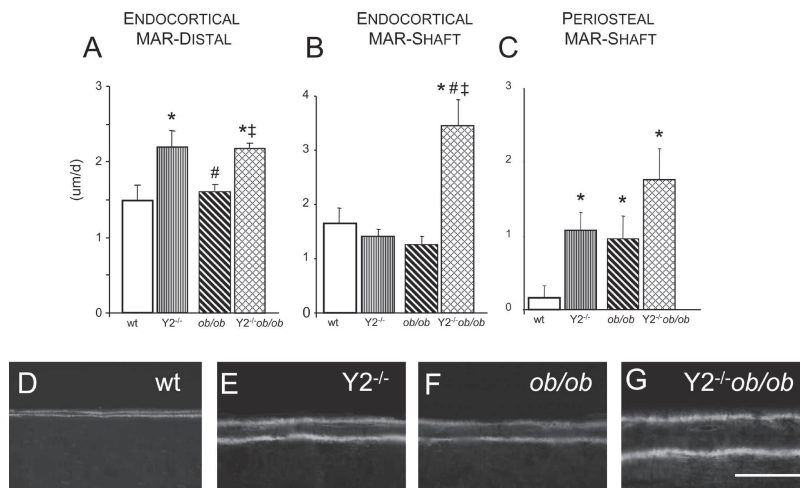 ENDOCORTICAL
MAR-DISTAL
ENDOCORTICAL
MAR-SHAFT
PERIOSTEAL
MAR-SHAFT
A
B
C
(um/d)
3
2
1
0
*
#
*‡
wt
Y2-/-
ob/ob
Y2-/-ob/ob
4
3
2
1
0
*#‡
wt
Y2-/-
ob/ob
Y2-/-ob/ob
3
2
1
0
*
*
*
wt
Y2-/-
ob/ob
Y2-/-ob/ob
D wt
E Y2-/-
F ob/ob
G Y2-/-ob/ob